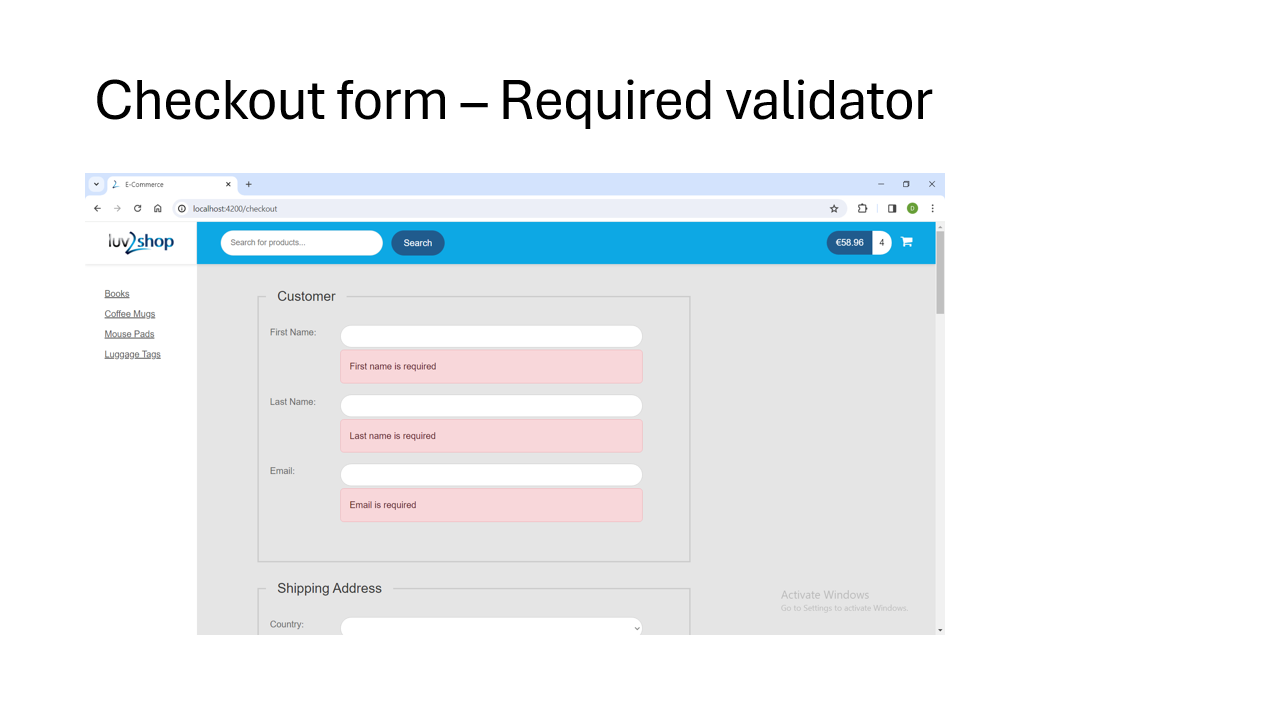 Checkout form – Required validator
E-Commerce
localhost:4200/checkout
D
luv2shop
Search for products...
Search
€58.96
4
Books
Coffee Mugs
Mouse Pads
Luggage Tags
Customer
First Name:
First name is required
Last Name:
Last name is required
Email:
Email is required
Shipping Address
Country:
Activate Windows
Go to Settings to activate Windows.